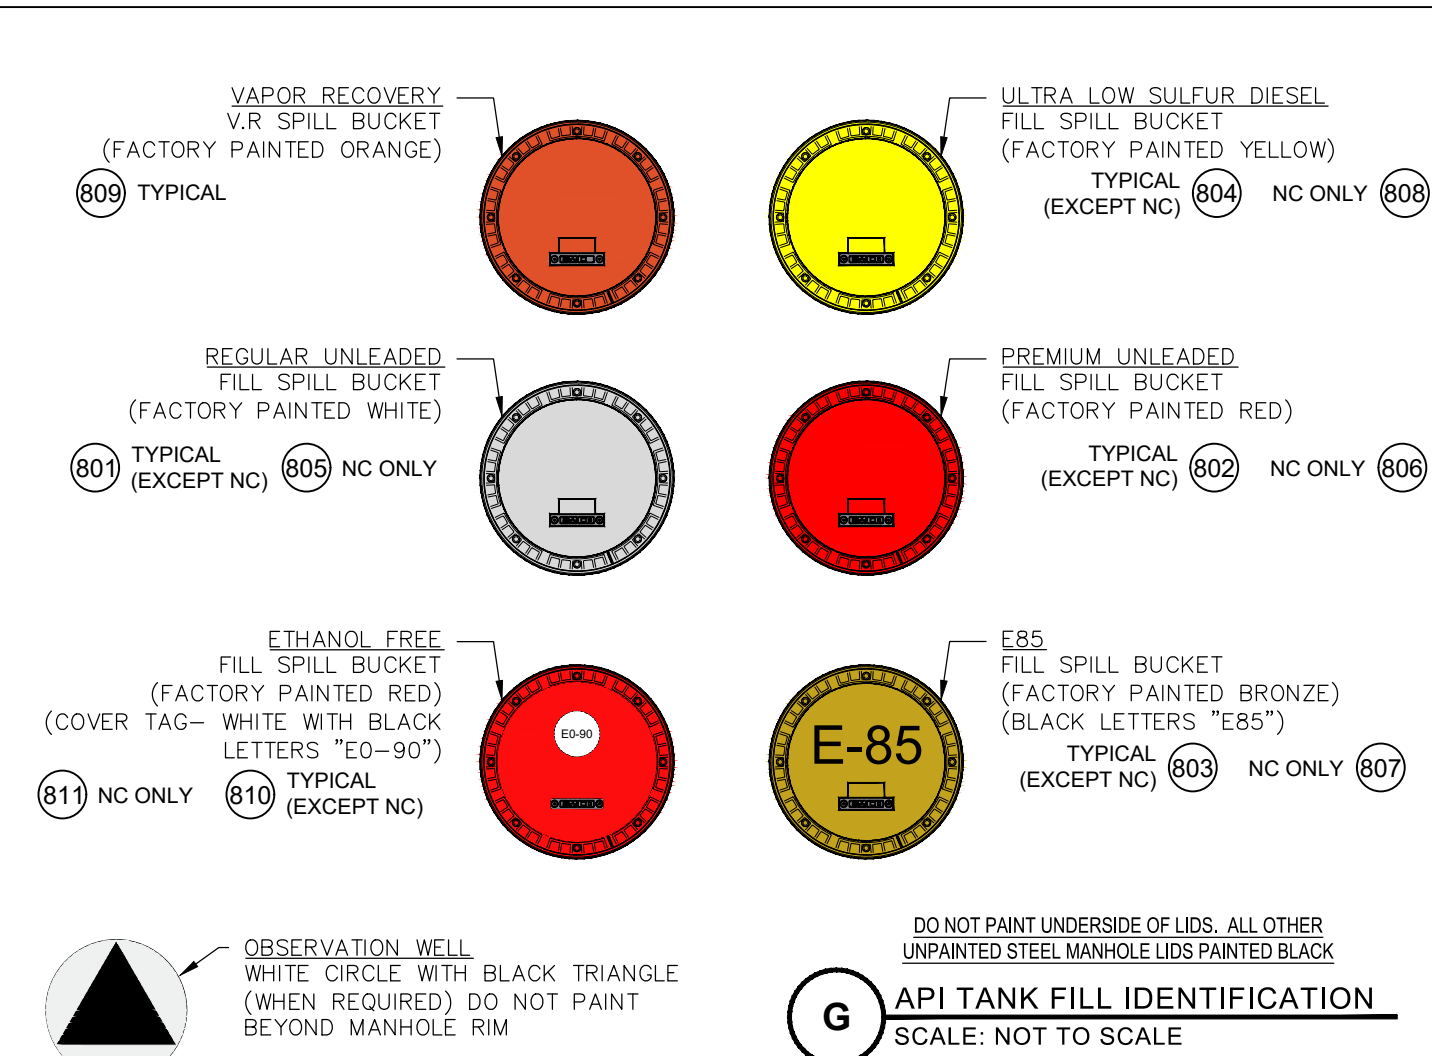 VAPOR RECOVERY
V.R SPILL BUCKET
(FACTORY PAINTED ORANGE)
809 TYPICAL
ULTRA LOW SULFUR DIESEL
FILL SPILL BUCKET
(FACTORY PAINTED YELLOW)
TYPICAL
(EXCEPT NC) 804 NC ONLY 808
REGULAR UNLEADED
FILL SPILL BUCKET
(FACTORY PAINTED WHITE)
801 TYPICAL
(EXCEPT NC) 805 NC ONLY
PREMIUM UNLEADED
FILL SPILL BUCKET
(FACTORY PAINTED RED)
TYPICAL
(EXCEPT NC) 802 NC ONLY 806
ETHANOL FREE
FILL SPILL BUCKET
(FACTORY PAINTED RED)
(COVER TAG– WHITE WITH BLACK
LETTERS "E0–90")
811 NC ONLY 810 TYPICAL
(EXCEPT NC)
E0-90
E85
FILL SPILL BUCKET
(FACTORY PAINTED BRONZE)
(BLACK LETTERS "E85")
TYPICAL
(EXCEPT NC) 803 NC ONLY 807
E-85
OBSERVATION WELL
WHITE CIRCLE WITH BLACK TRIANGLE
(WHEN REQUIRED) DO NOT PAINT
BEYOND MANHOLE RIM
DO NOT PAINT UNDERSIDE OF LIDS. ALL OTHER
UNPAINTED STEEL MANHOLE LIDS PAINTED BLACK
G API TANK FILL IDENTIFICATION
SCALE: NOT TO SCALE